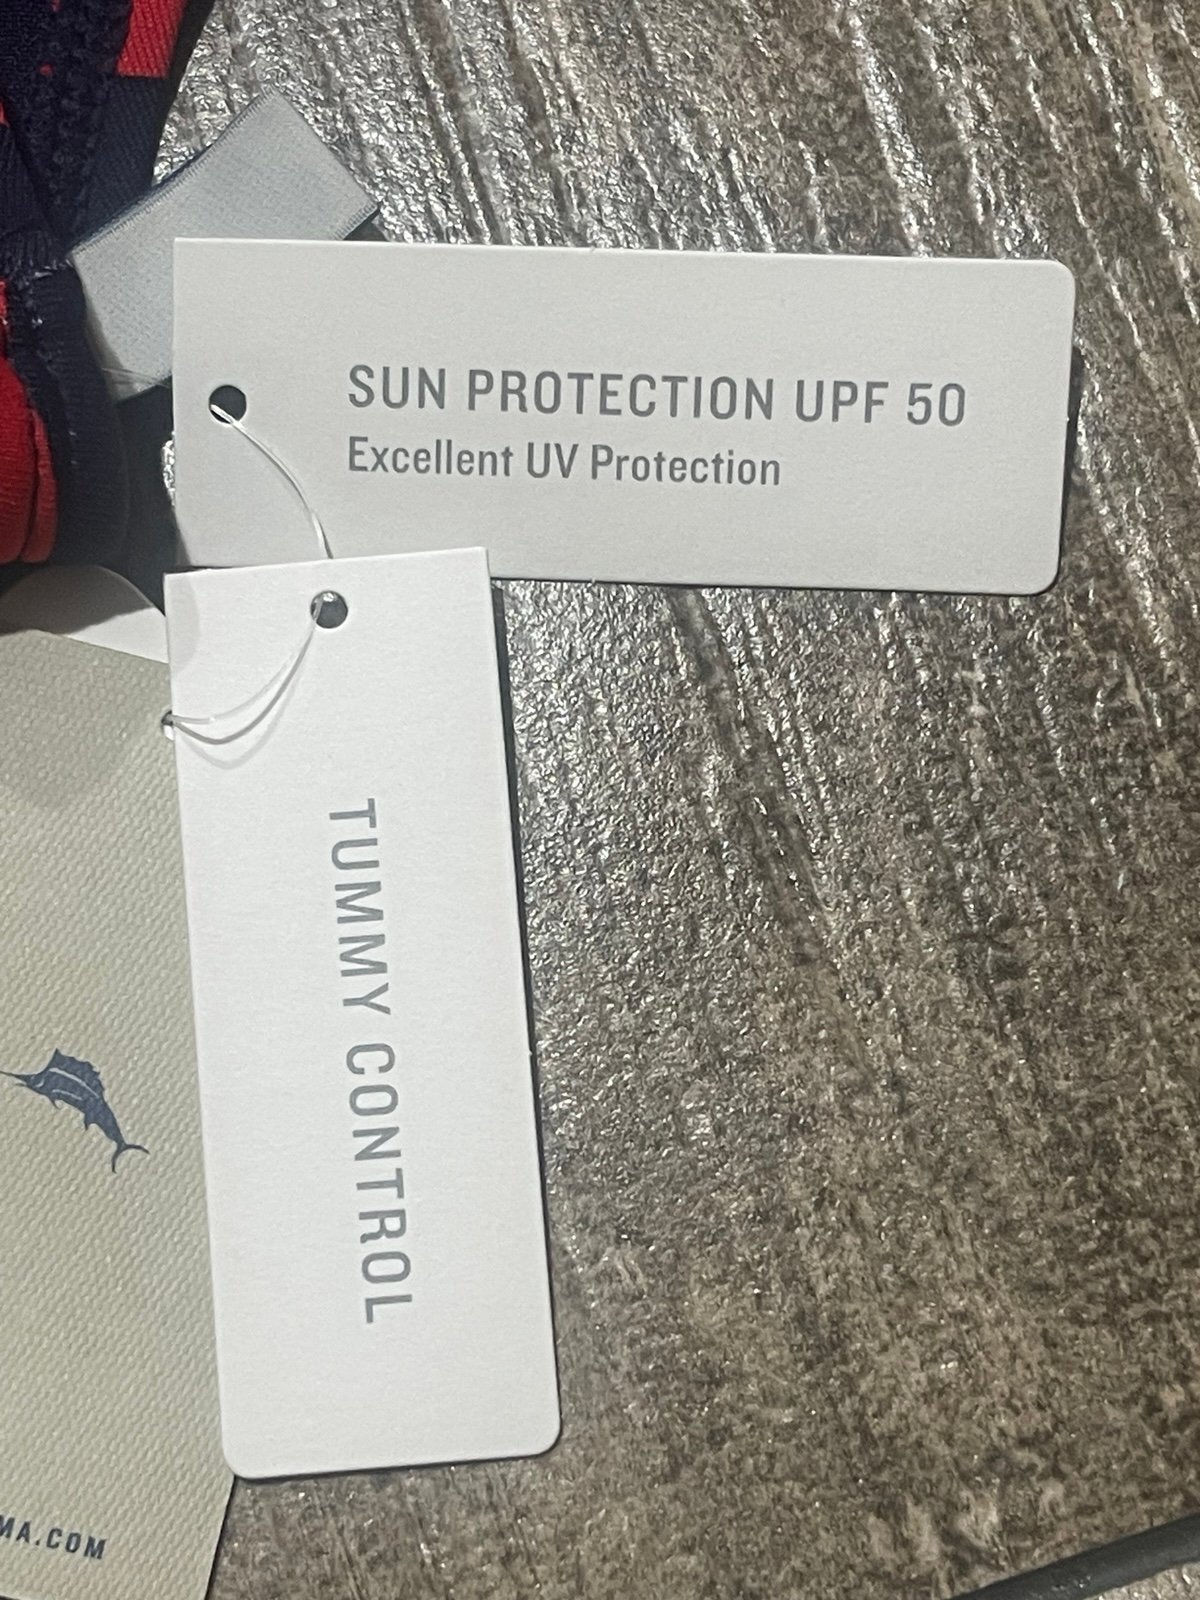 SUN PROTECTION UPF 50
Excellent UV Protection
TUMMY CONTROL
MA.COM